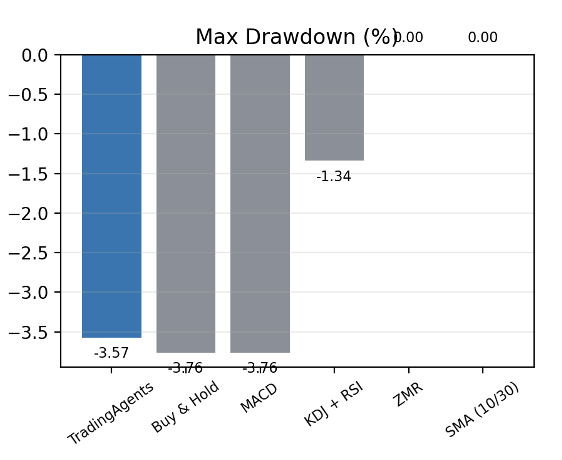 Max Drawdown (%)
0.00
0.00
0.0
−0.5
−1.0
−1.5
−2.0
−2.5
−3.0
−3.5
-1.34
-3.57
-3.76
-3.76
TradingAgents
Buy & Hold
MACD
KDJ + RSI
ZMR
SMA (10/30)